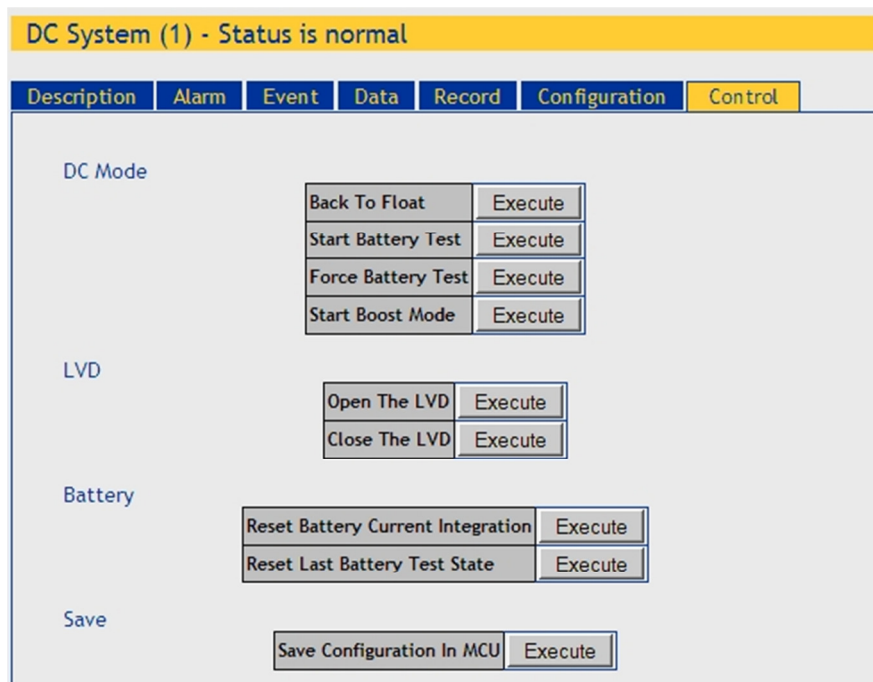 DC System (1) - Status is normal
Description Alarm Event Data Record Configuration Control
DC Mode
Back To Float Execute
Start Battery Test Execute
Force Battery Test Execute
Start Boost Mode Execute
LVD
Open The LVD Execute
Close The LVD Execute
Battery
Reset Battery Current Integration Execute
Reset Last Battery Test State Execute
Save
Save Configuration In MCU Execute